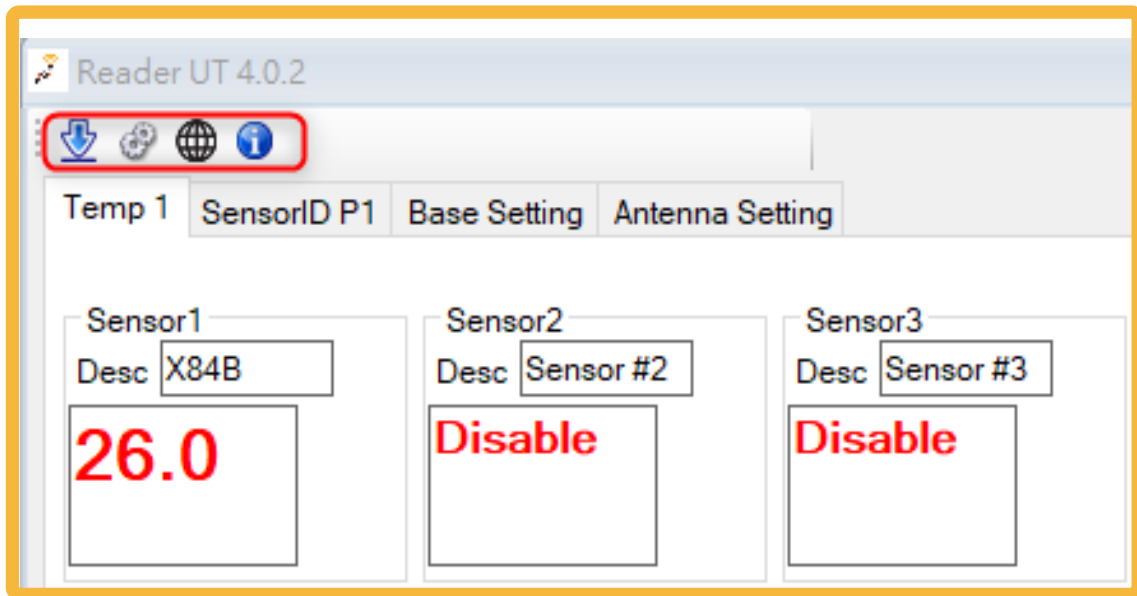 Reader UT 4.0.2
Temp 1 SensorID P1 Base Setting Antenna Setting
Sensor1 Sensor2 Sensor3
Desc X84B Desc Sensor #2 Desc Sensor #3
26.0 Disable Disable